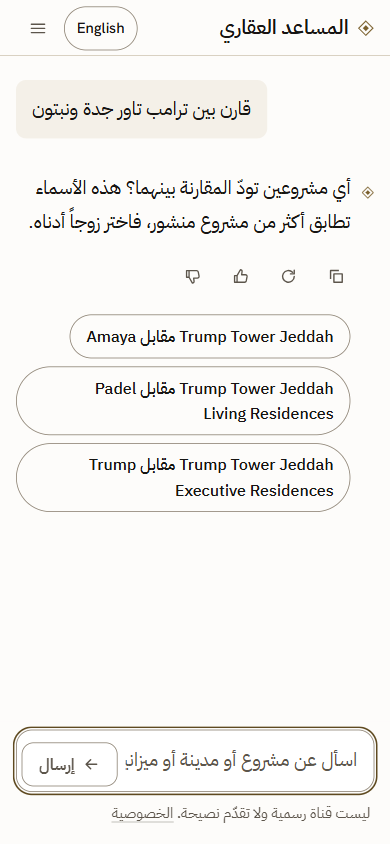 المساعد العقاري
English
قارن بين ترامب تاور جدة ونبتون
أي مشروعين تودّ المقارنة بينهما؟ هذه الأسماء
تطابق أكثر من مشروع منشور، فاختر زوجاً أدناه.
Trump Tower Jeddah مقابل Amaya
Trump Tower Jeddah مقابل Padel
Living Residences
Trump Tower Jeddah مقابل Trump
Executive Residences
اسأل عن مشروع أو مدينة أو ميزاني
إرسال
ليست قناة رسمية ولا تقدّم نصيحة. الخصوصية